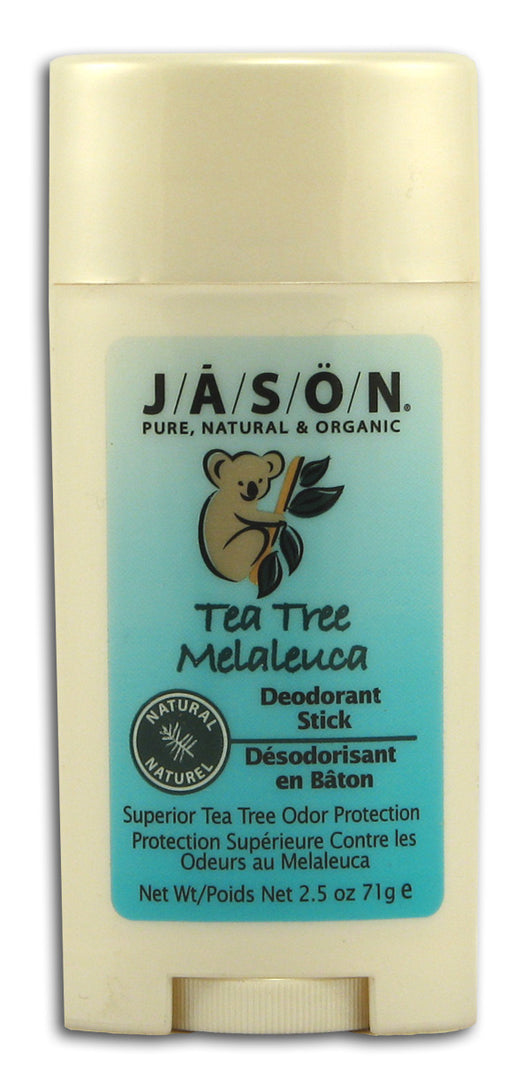 J/Ā/S/Ö/N®
PURE, NATURAL & ORGANIC
Tea Tree
Melaleuca
Deodorant
Stick
NATURAL
NATUREL
Désodorisant
en Bâton
Superior Tea Tree Odor Protection
Protection Supérieure Contre les
Odeurs au Melaleuca
Net Wt/Poids Net 2.5 oz 71g e